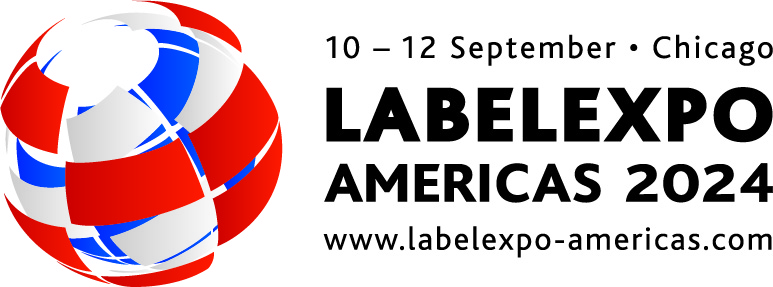 10 – 12 September • Chicago
LABELEXPO
AMERICAS 2024
www.labelexpo-americas.com